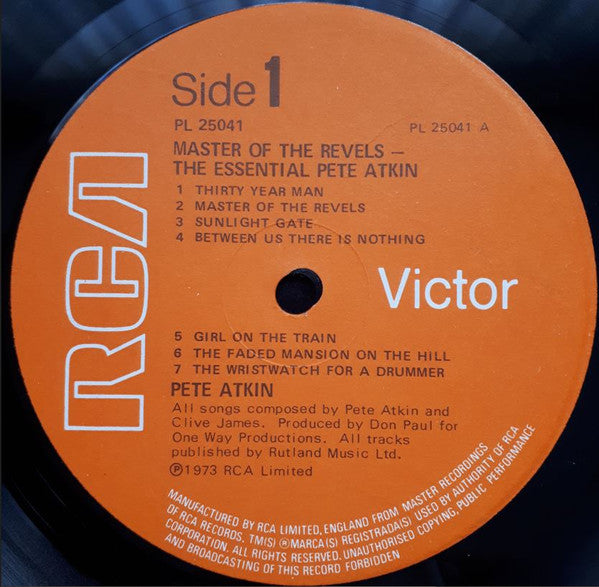 Side 1
PL 25041
PL 25041 A
MASTER OF THE REVELS –
THE ESSENTIAL PETE ATKIN
1 THIRTY YEAR MAN
2 MASTER OF THE REVELS
3 SUNLIGHT GATE
4 BETWEEN US THERE IS NOTHING
RCA
Victor
5 GIRL ON THE TRAIN
6 THE FADED MANSION ON THE HILL
7 THE WRISTWATCH FOR A DRUMMER
PETE ATKIN
All songs composed by Pete Atkin and
Clive James. Produced by Don Paul for
One Way Productions. All tracks
published by Rutland Music Ltd.
℗1973 RCA Limited
MANUFACTURED BY RCA LIMITED, ENGLAND FROM MASTER RECORDINGS
OF RCA RECORDS. TM(S) ® MARCA(S) REGISTRADA(S) USED BY AUTHORITY OF RCA
CORPORATION. ALL RIGHTS RESERVED. UNAUTHORISED COPYING, PUBLIC PERFORMANCE
AND BROADCASTING OF THIS RECORD FORBIDDEN